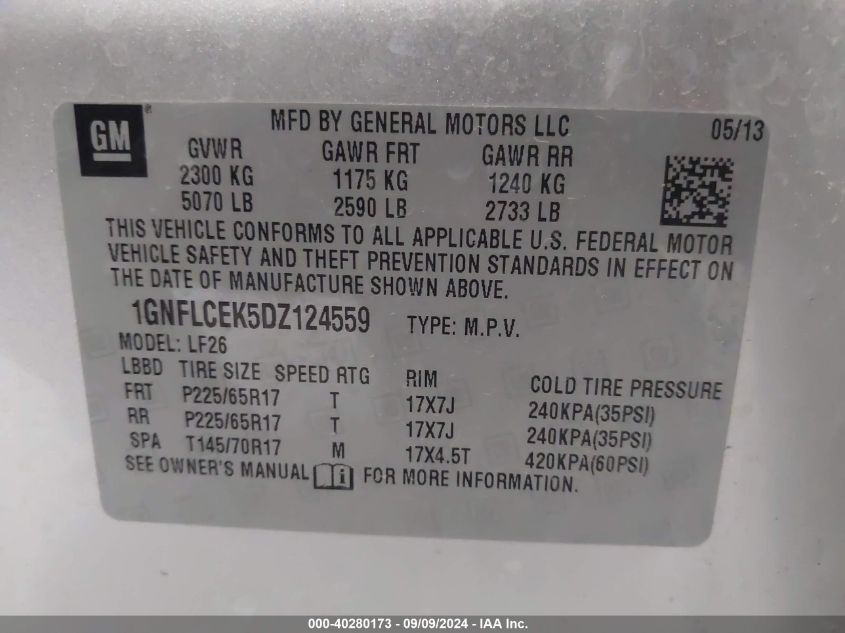 GM ®
MFD BY GENERAL MOTORS LLC 05/13
GVWR GAWR FRT GAWR RR
2300 KG 1175 KG 1240 KG
5070 LB 2590 LB 2733 LB
THIS VEHICLE CONFORMS TO ALL APPLICABLE U.S. FEDERAL MOTOR
VEHICLE SAFETY AND THEFT PREVENTION STANDARDS IN EFFECT ON
THE DATE OF MANUFACTURE SHOWN ABOVE.
1GNFLCEK5DZ124559 TYPE: M.P.V.
MODEL: LF26
LBBD TIRE SIZE SPEED RTG RIM COLD TIRE PRESSURE
FRT P225/65R17 T 17X7J 240KPA(35PSI)
RR P225/65R17 T 17X7J 240KPA(35PSI)
SPA T145/70R17 M 17X4.5T 420KPA(60PSI)
SEE OWNER'S MANUAL i FOR MORE INFORMATION.
000-40280173 - 09/09/2024 - IAA Inc.